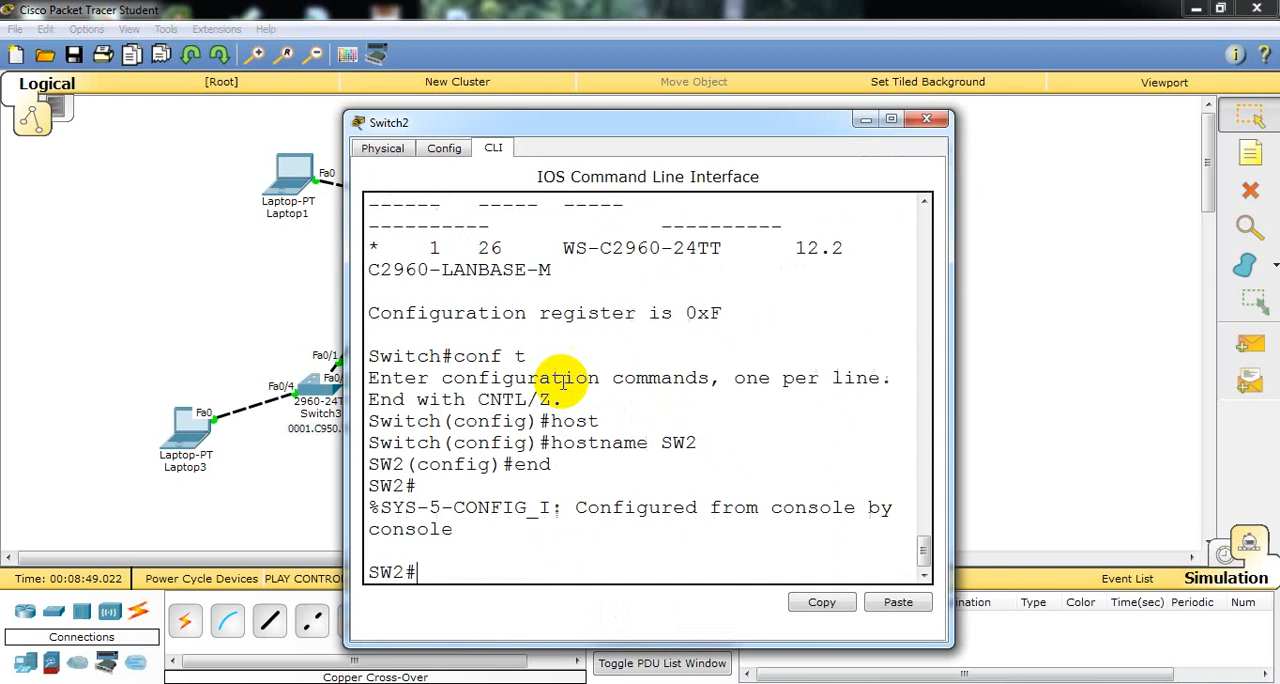 Cisco Packet Tracer Student
File Edit Options View Tools Extensions Help
Logical [Root] New Cluster Move Object Set Tiled Background Viewport
Switch2
Physical Config CLI
IOS Command Line Interface
------ ----- -----
---------- ----------
* 1 26 WS-C2960-24TT 12.2
C2960-LANBASE-M
Configuration register is 0xF
Switch#conf t
Enter configuration commands, one per line.
End with CNTL/Z.
Switch(config)#host
Switch(config)#hostname SW2
SW2(config)#end
SW2#
%SYS-5-CONFIG_I: Configured from console by
console
SW2#
Copy Paste
Fa0
Laptop-PT
Laptop1
Fa0/1
Fa0/4
Fa0/
2960-24T
Switch3
0001.C950.
Fa0
Laptop-PT
Laptop3
Time: 00:08:49.022 Power Cycle Devices PLAY CONTRO Event List Simulation
ination Type Color Time(sec) Periodic Num
Connections
Toggle PDU List Window
Copper Cross-Over